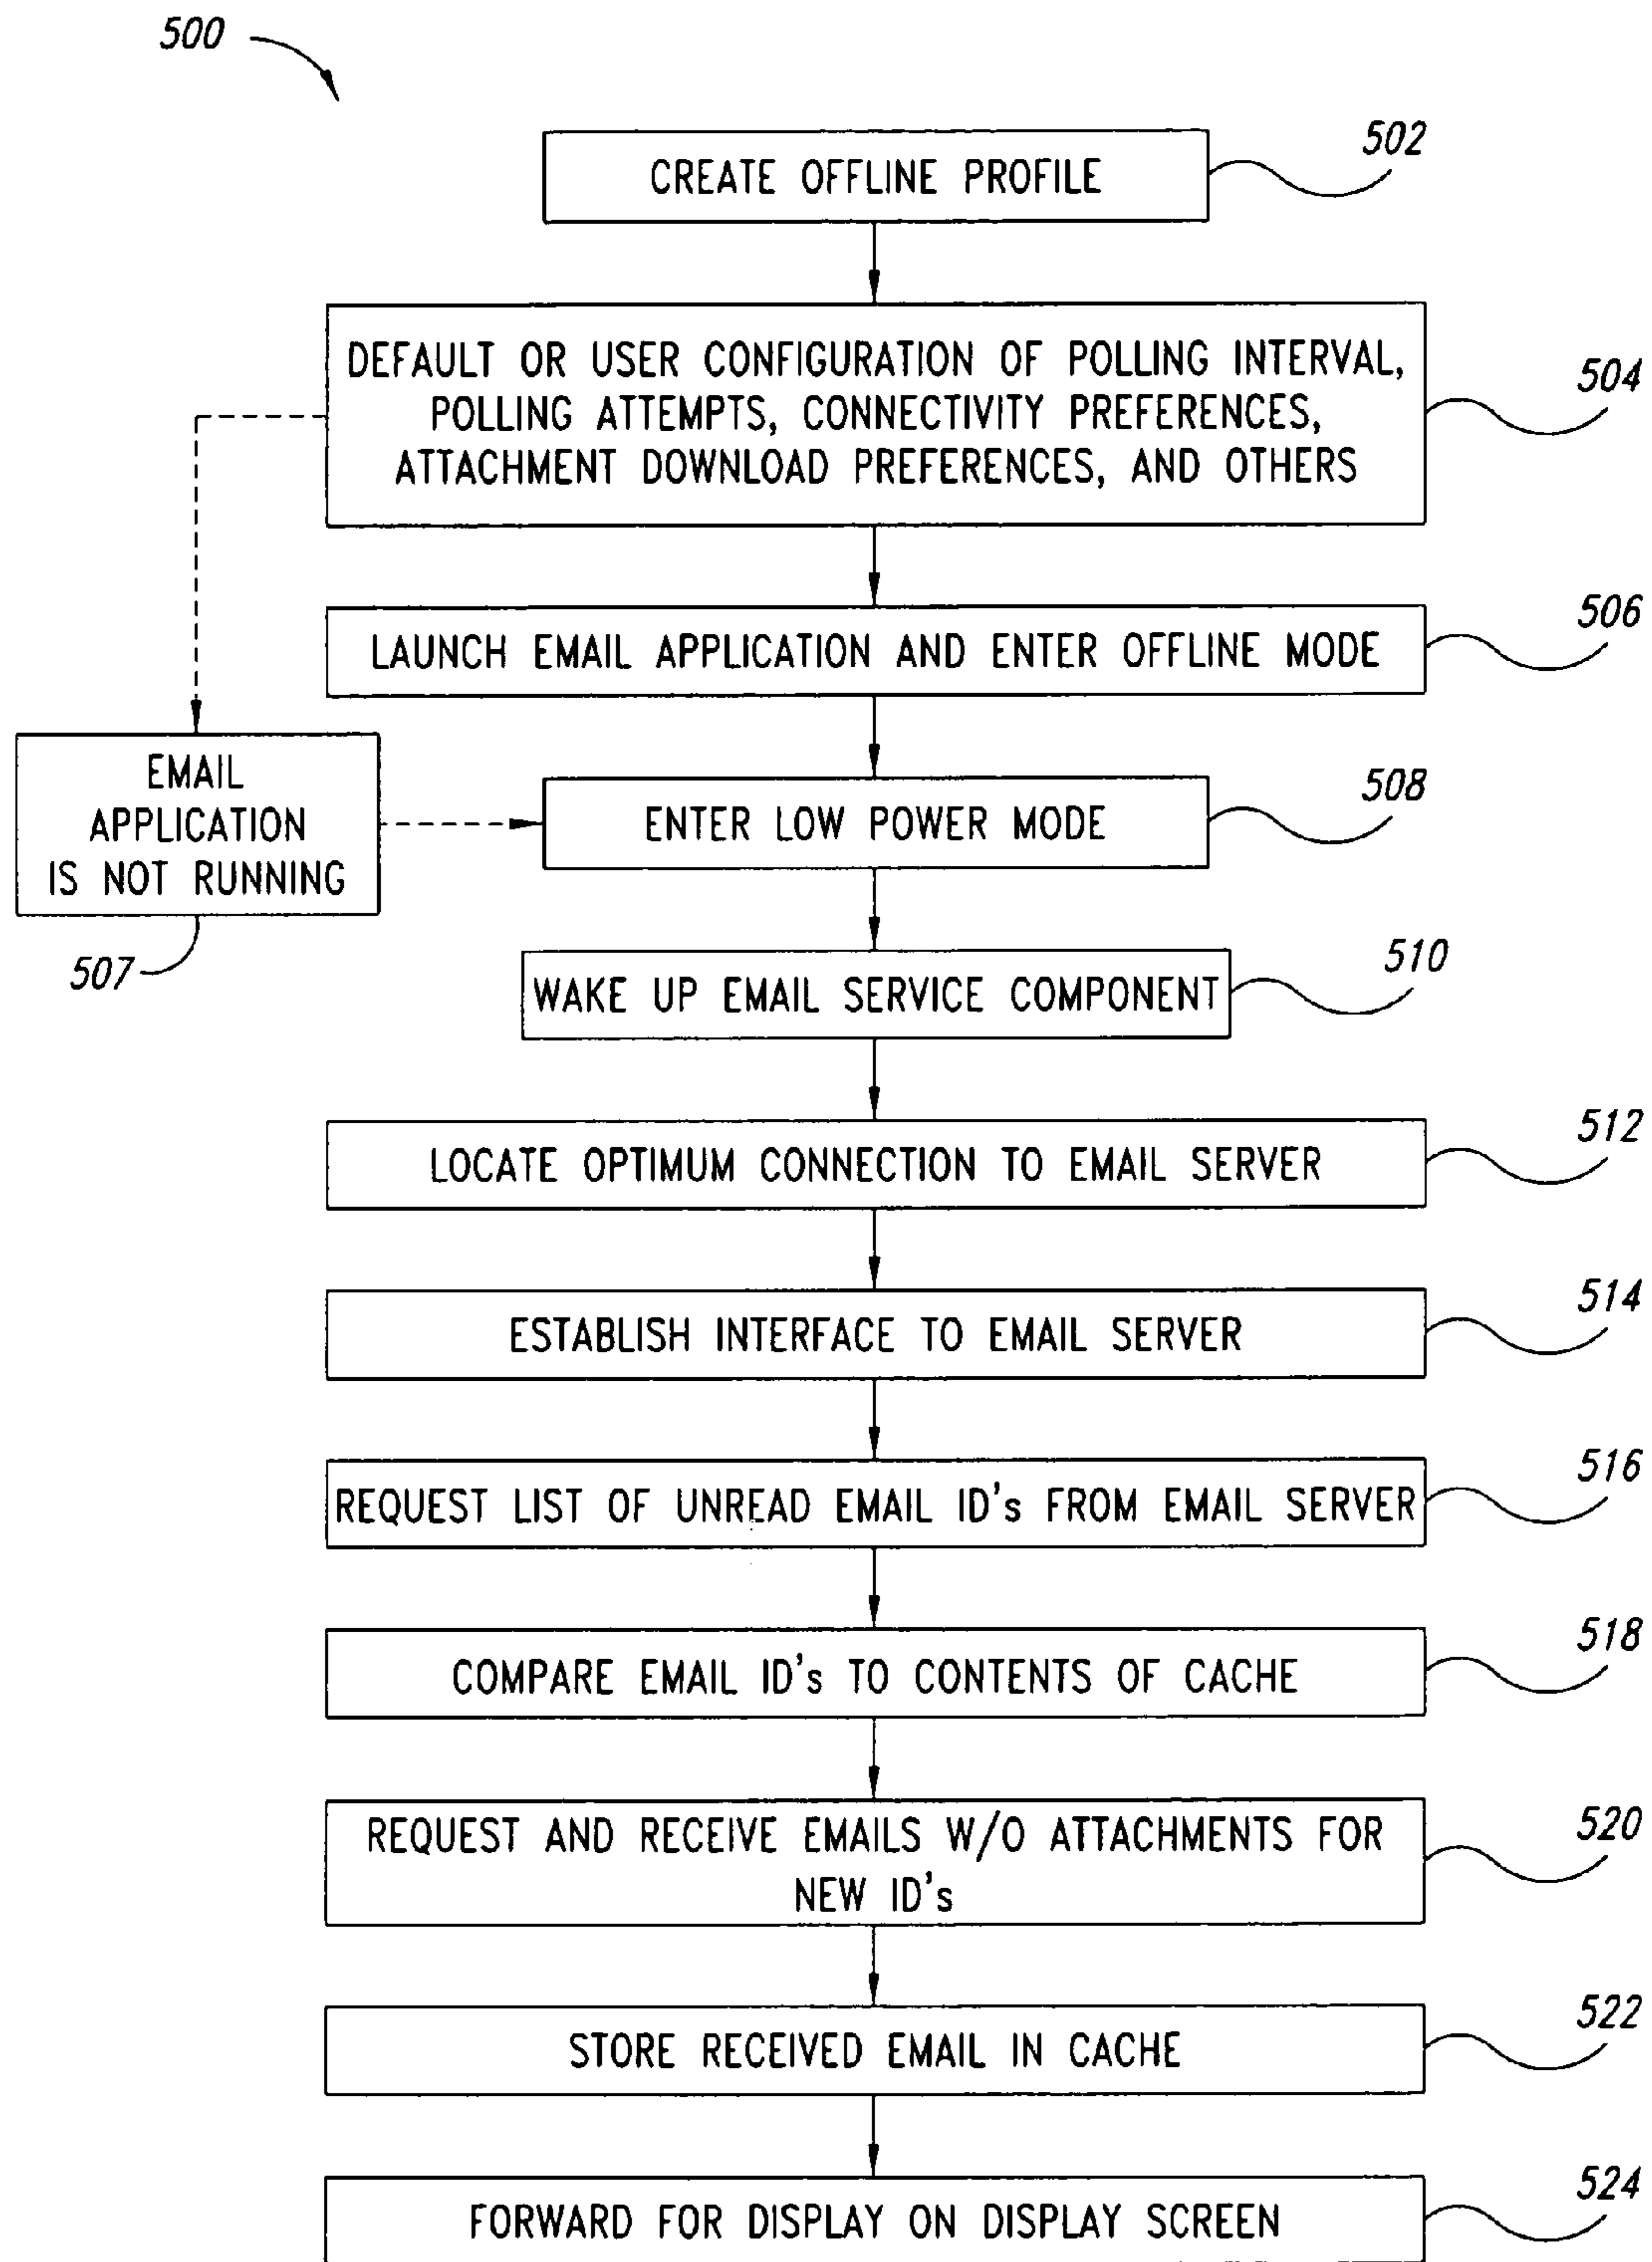 500
CREATE OFFLINE PROFILE
502
DEFAULT OR USER CONFIGURATION OF POLLING INTERVAL,
POLLING ATTEMPTS, CONNECTIVITY PREFERENCES,
ATTACHMENT DOWNLOAD PREFERENCES, AND OTHERS
504
LAUNCH EMAIL APPLICATION AND ENTER OFFLINE MODE
506
EMAIL
APPLICATION
IS NOT RUNNING
507
ENTER LOW POWER MODE
508
WAKE UP EMAIL SERVICE COMPONENT
510
LOCATE OPTIMUM CONNECTION TO EMAIL SERVER
512
ESTABLISH INTERFACE TO EMAIL SERVER
514
REQUEST LIST OF UNREAD EMAIL ID's FROM EMAIL SERVER
516
COMPARE EMAIL ID's TO CONTENTS OF CACHE
518
REQUEST AND RECEIVE EMAILS W/O ATTACHMENTS FOR
NEW ID's
520
STORE RECEIVED EMAIL IN CACHE
522
FORWARD FOR DISPLAY ON DISPLAY SCREEN
524